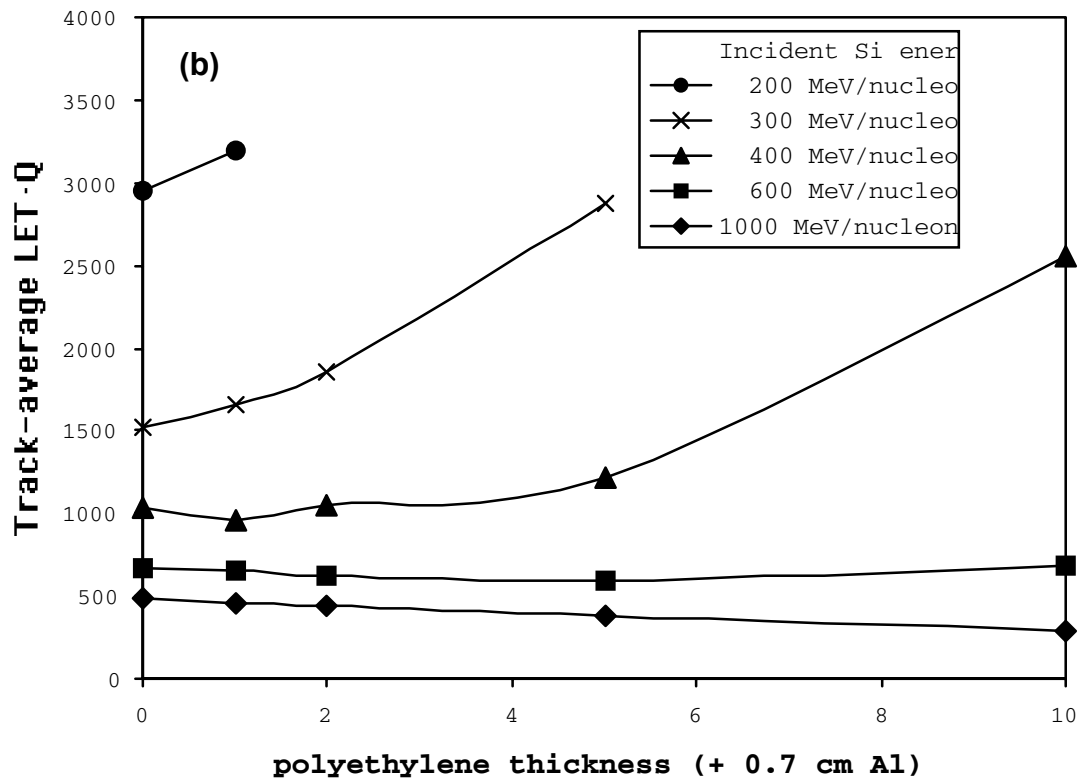 4000
3500
3000
2500
2000
1500
1000
500
0
Track-average LET·Q
(b)
Incident Si ener
200 MeV/nucleo
300 MeV/nucleo
400 MeV/nucleo
600 MeV/nucleo
1000 MeV/nucleon
0 2 4 6 8 10
polyethylene thickness (+ 0.7 cm Al)